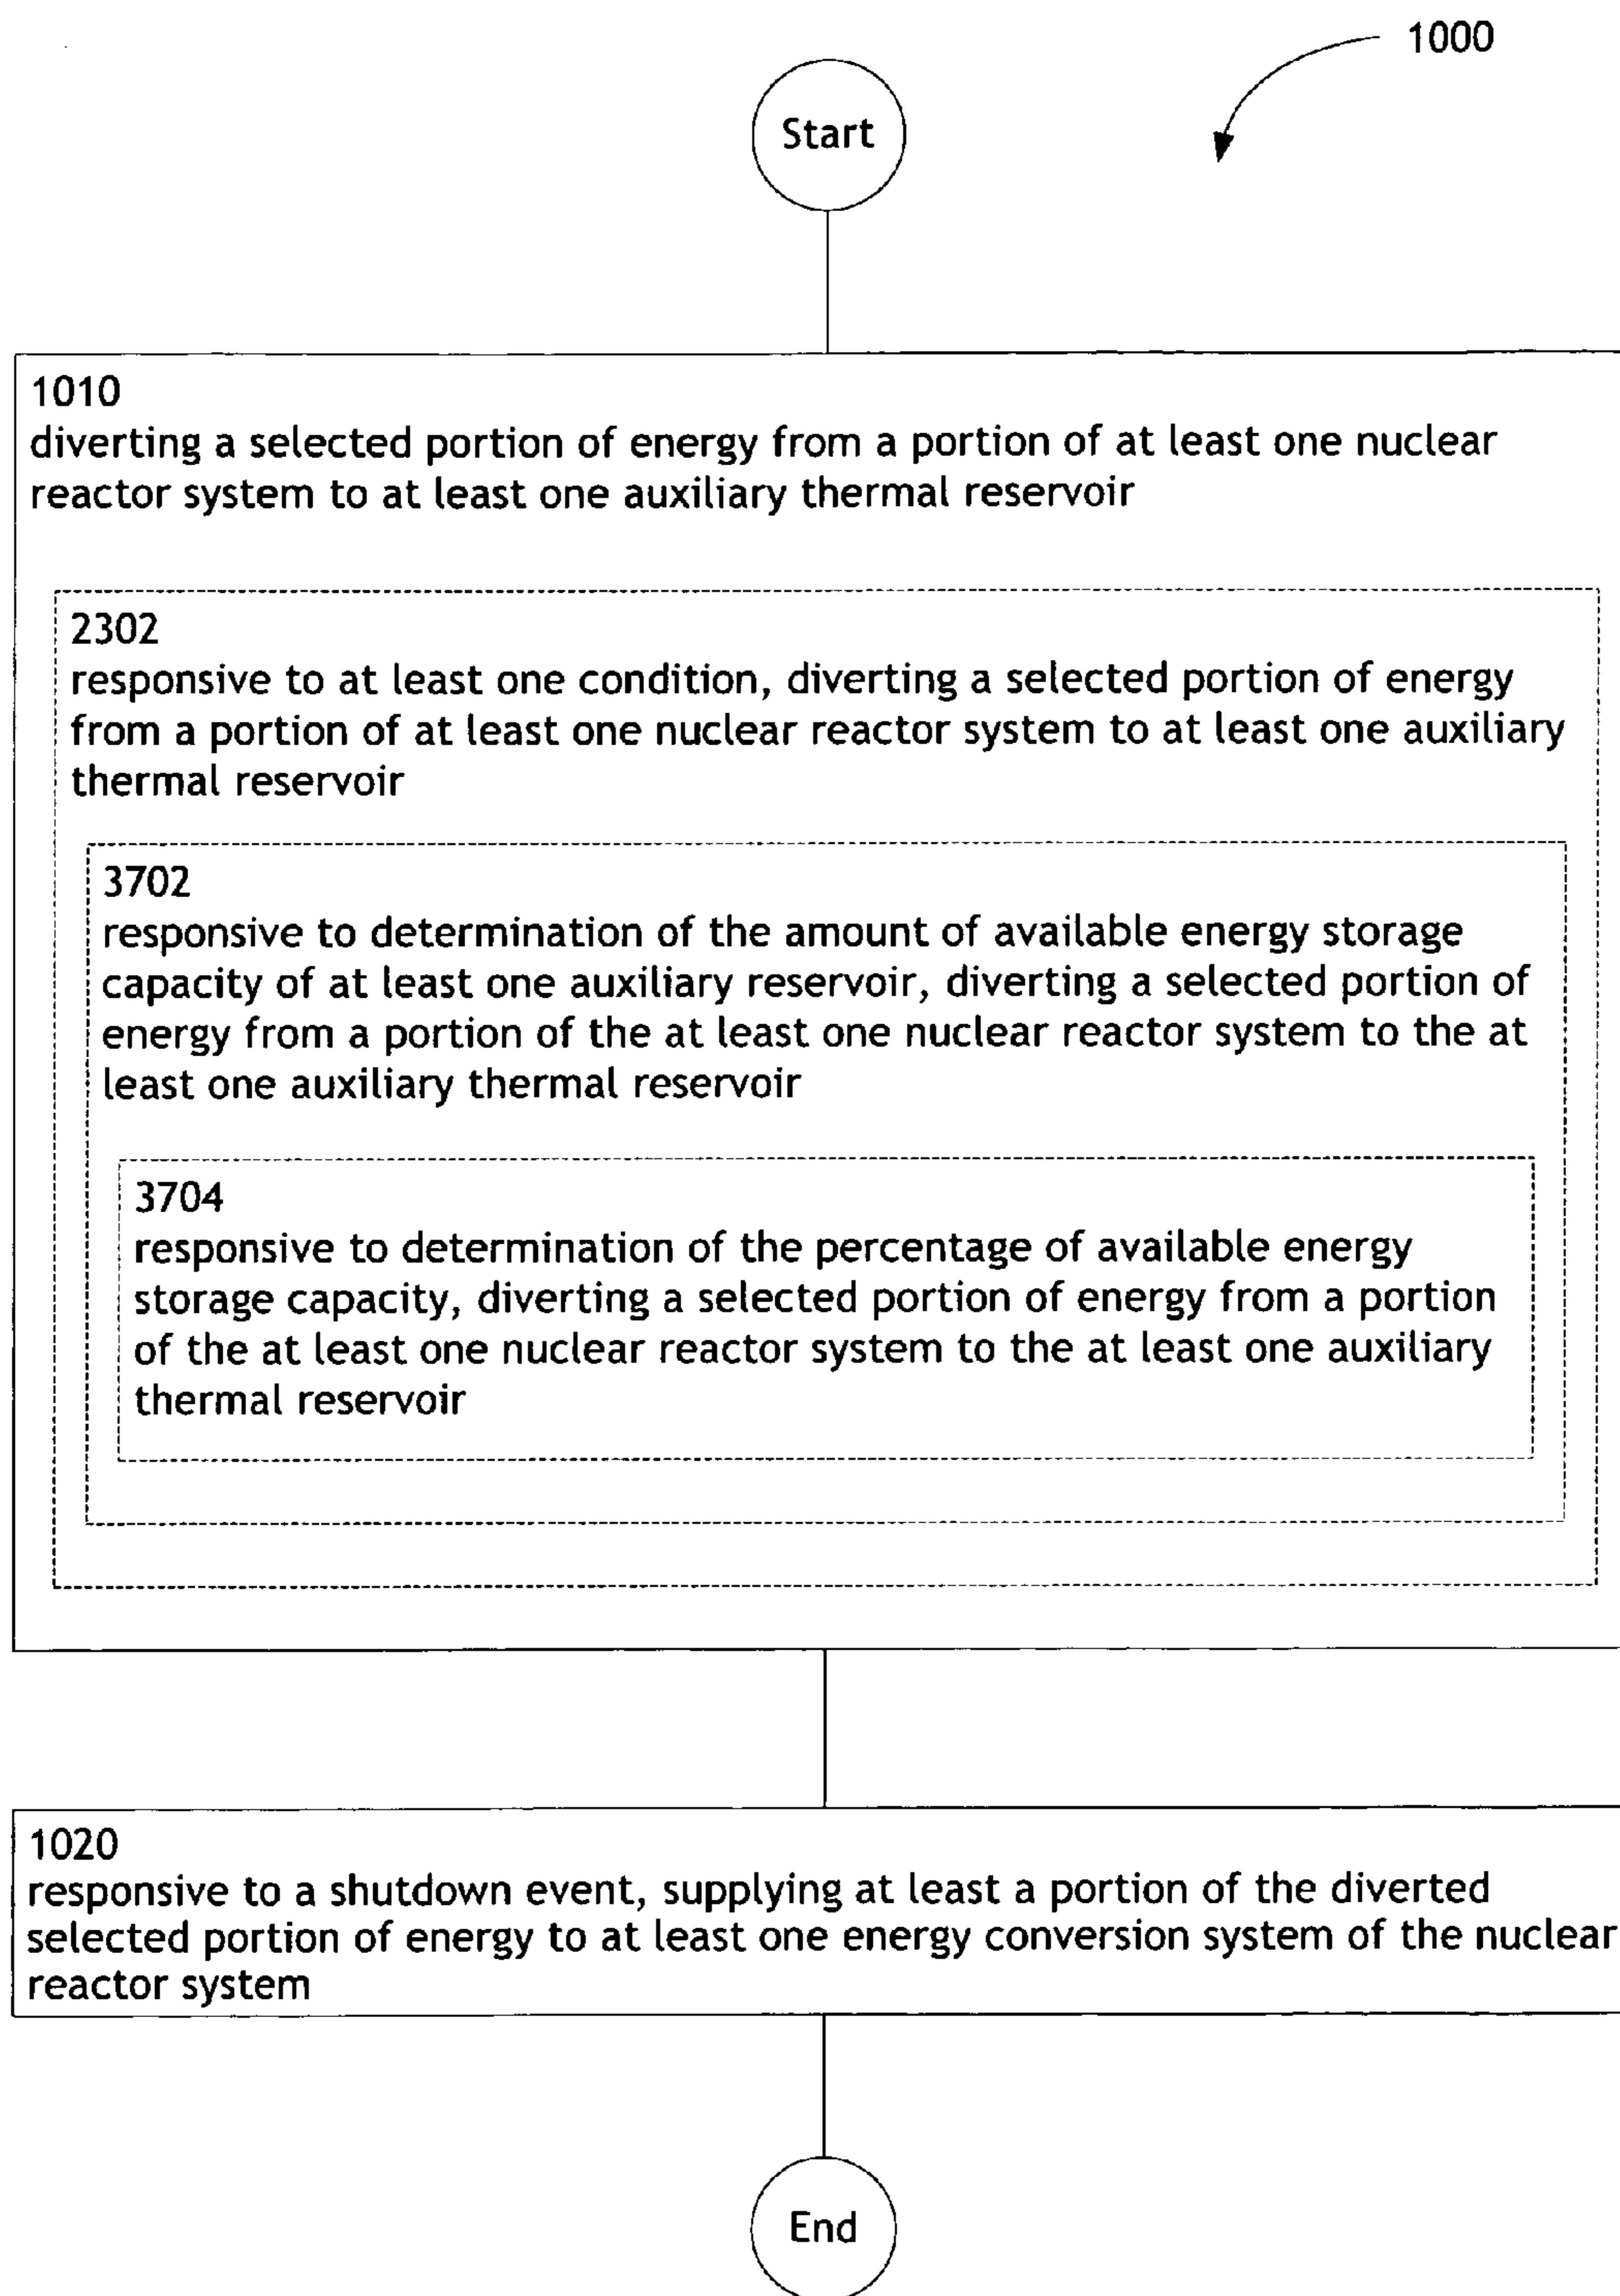 1000
Start
1010
diverting a selected portion of energy from a portion of at least one nuclear
reactor system to at least one auxiliary thermal reservoir
2302
responsive to at least one condition, diverting a selected portion of energy
from a portion of at least one nuclear reactor system to at least one auxiliary
thermal reservoir
3702
responsive to determination of the amount of available energy storage
capacity of at least one auxiliary reservoir, diverting a selected portion of
energy from a portion of the at least one nuclear reactor system to the at
least one auxiliary thermal reservoir
3704
responsive to determination of the percentage of available energy
storage capacity, diverting a selected portion of energy from a portion
of the at least one nuclear reactor system to the at least one auxiliary
thermal reservoir
1020
responsive to a shutdown event, supplying at least a portion of the diverted
selected portion of energy to at least one energy conversion system of the nuclear
reactor system
End